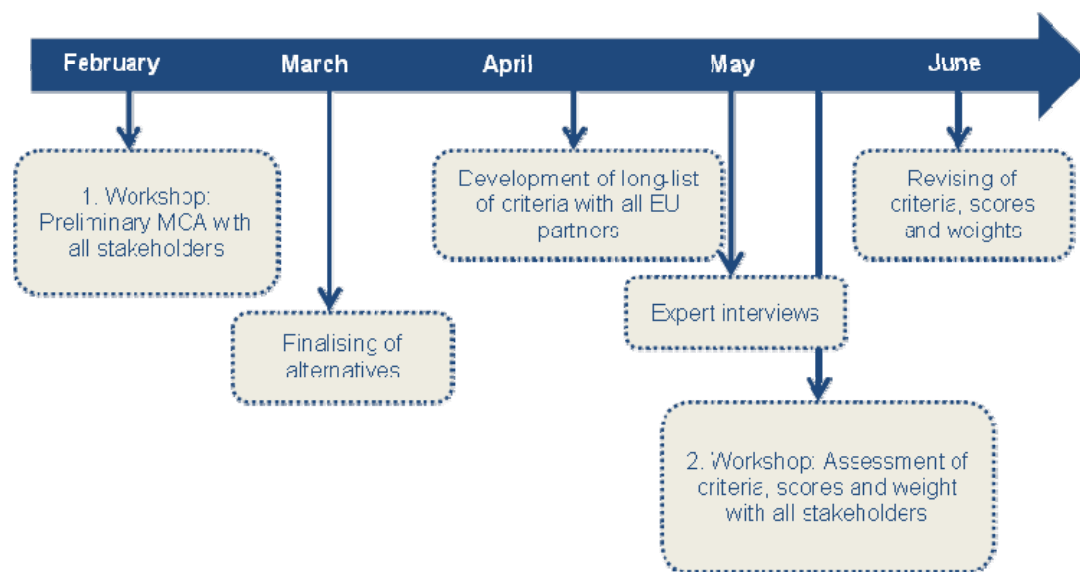 February
March
April
May
June
1. Workshop:
Preliminary MCA with
all stakeholders
Finalising of
alternatives
Development of long-list
of criteria with all EU
partners
Expert interviews
2. Workshop: Assessment of
criteria, scores and weight
with all stakeholders
Revising of
criteria, scores
and weights